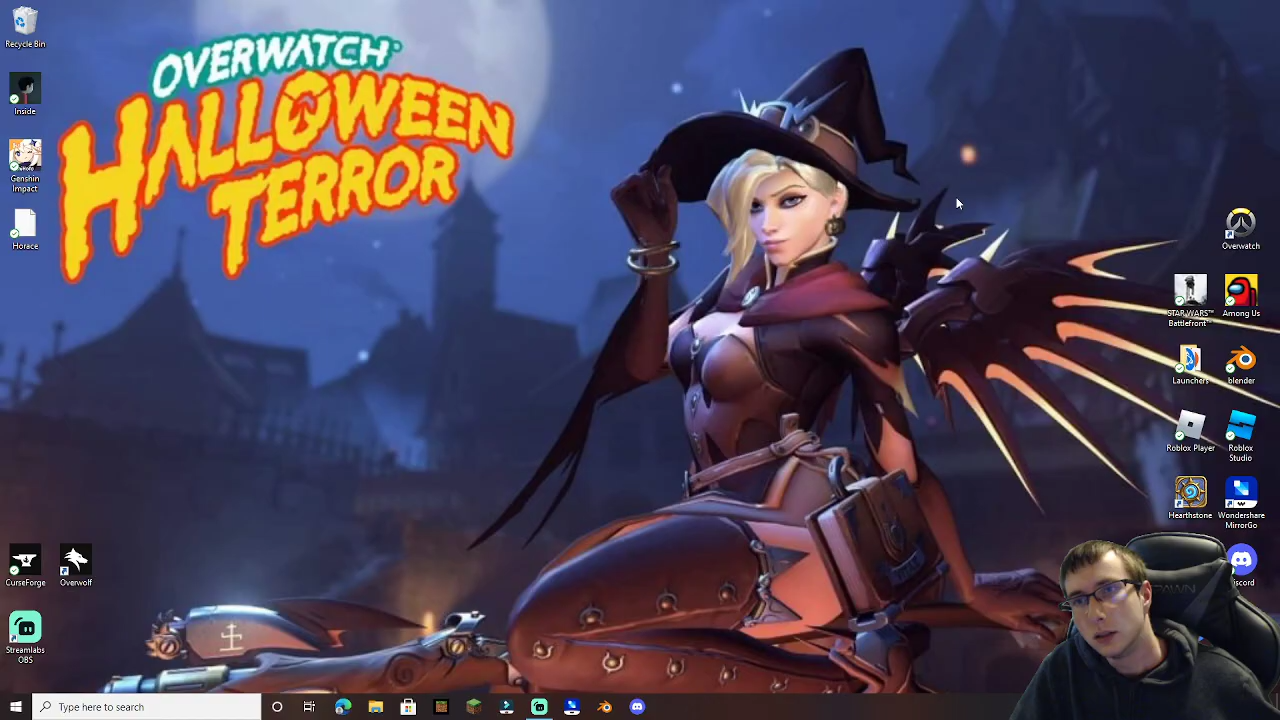 OVERWATCH
HALLOWEEN
TERROR
Recycle Bin
Inside
Genshin
Impact
Horace
CurseForge
Overwolf
Streamlabs
OBS
Overwatch
STAR WARS™
Battlefront
Among Us
Launchers
blender
Roblox Player
Roblox
Studio
Hearthstone
Wondershare
MirrorGo
Type here to search